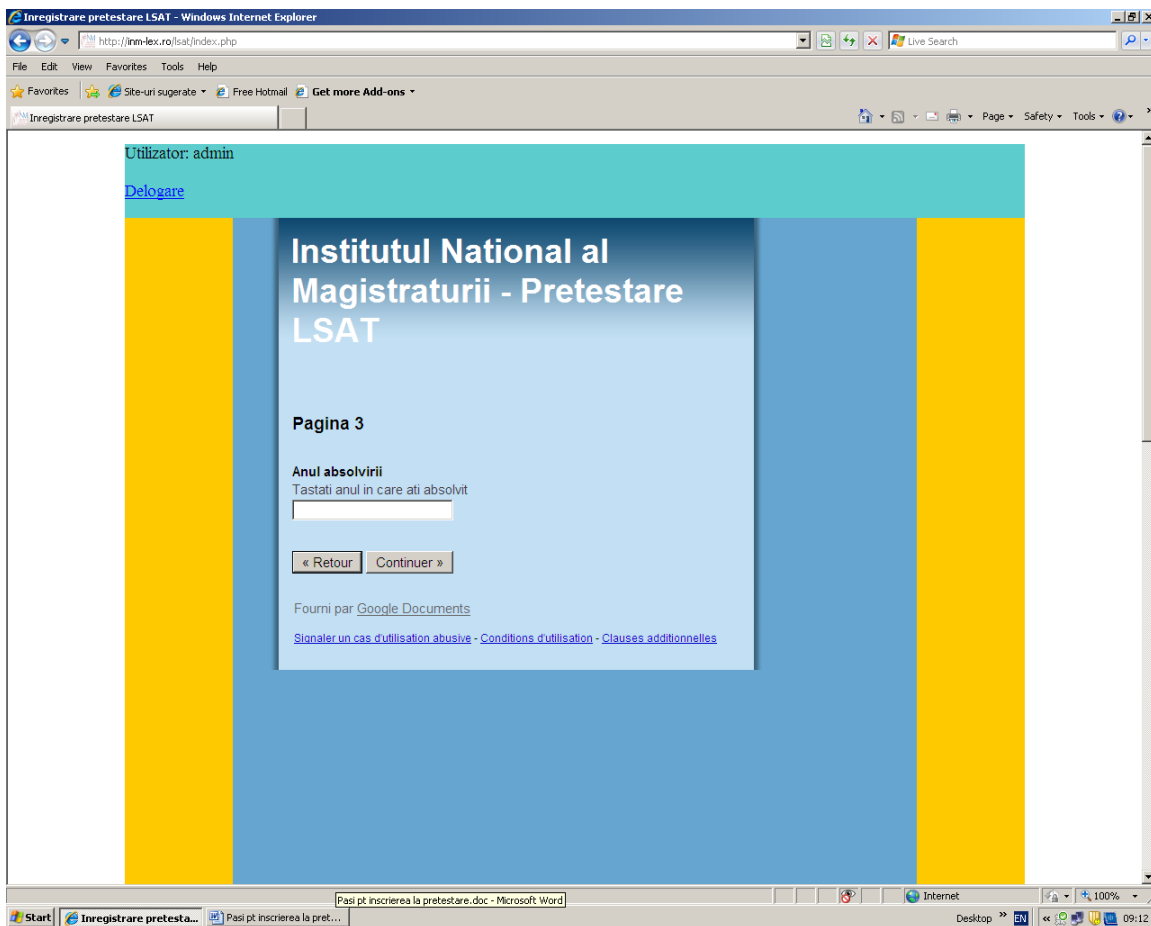 Inregistrare pretestare LSAT - Windows Internet Explorer
http://inm-lex.ro/lsat/index.php
Live Search
File Edit View Favorites Tools Help
Favorites Site-uri sugerate Free Hotmail Get more Add-ons
Inregistrare pretestare LSAT
Page Safety Tools »
Utilizator: admin
Delogare
Institutul National al
Magistraturii - Pretestare
LSAT
Pagina 3
Anul absolvirii
Tastati anul in care ati absolvit
« Retour Continuer »
Fourni par Google Documents
Signaler un cas d'utilisation abusive - Conditions d'utilisation - Clauses additionnelles
Pasi pt inscrierea la pretestare.doc - Microsoft Word
Internet 100%
Start Inregistrare pretesta... Pasi pt inscrierea la pret... Desktop » EN « 09:12